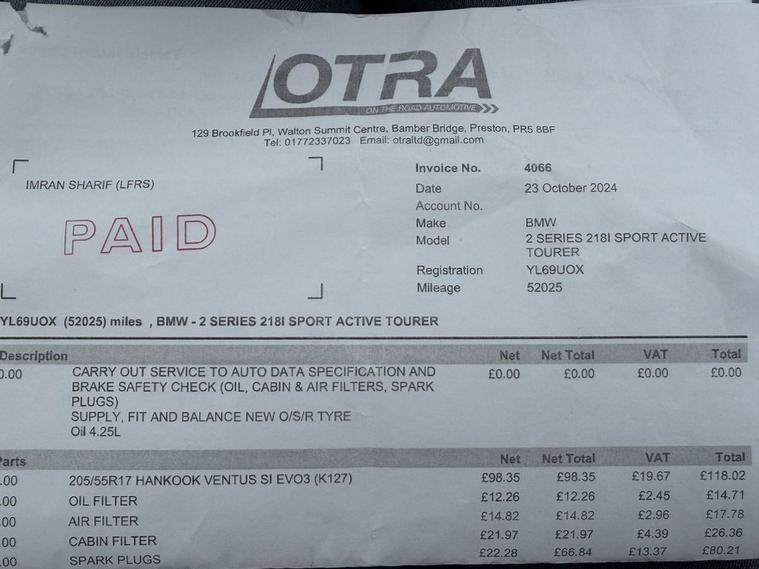 OTRA
ON THE ROAD AUTOMOTIVE
129 Brookfield Pl, Walton Summit Centre, Bamber Bridge, Preston, PR5 8BF
Tel: 01772337023 Email: otraltd@gmail.com
IMRAN SHARIF (LFRS)
PAID
Invoice No. 4066
Date 23 October 2024
Account No.
Make BMW
Model 2 SERIES 218I SPORT ACTIVE
TOURER
Registration YL69UOX
Mileage 52025
YL69UOX (52025) miles , BMW - 2 SERIES 218I SPORT ACTIVE TOURER
Description Net Net Total VAT Total
0.00 CARRY OUT SERVICE TO AUTO DATA SPECIFICATION AND £0.00 £0.00 £0.00 £0.00
BRAKE SAFETY CHECK (OIL, CABIN & AIR FILTERS, SPARK
PLUGS)
SUPPLY, FIT AND BALANCE NEW O/S/R TYRE
Oil 4.25L
Parts Net Net Total VAT Total
.00 205/55R17 HANKOOK VENTUS SI EVO3 (K127) £98.35 £98.35 £19.67 £118.02
.00 OIL FILTER £12.26 £12.26 £2.45 £14.71
.00 AIR FILTER £14.82 £14.82 £2.96 £17.78
.00 CABIN FILTER £21.97 £21.97 £4.39 £26.36
.00 SPARK PLUGS £22.28 £66.84 £13.37 £80.21